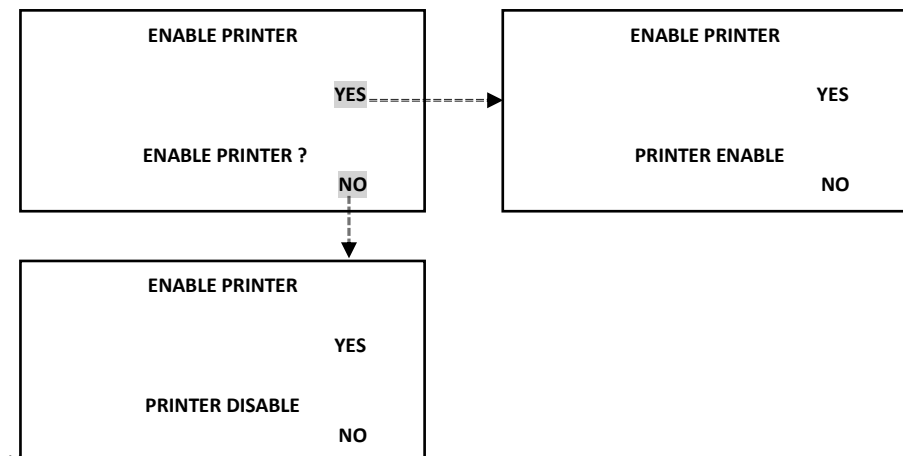 ENABLE PRINTER
YES
ENABLE PRINTER ?
NO
ENABLE PRINTER
YES
PRINTER ENABLE
NO
ENABLE PRINTER
YES
PRINTER DISABLE
NO